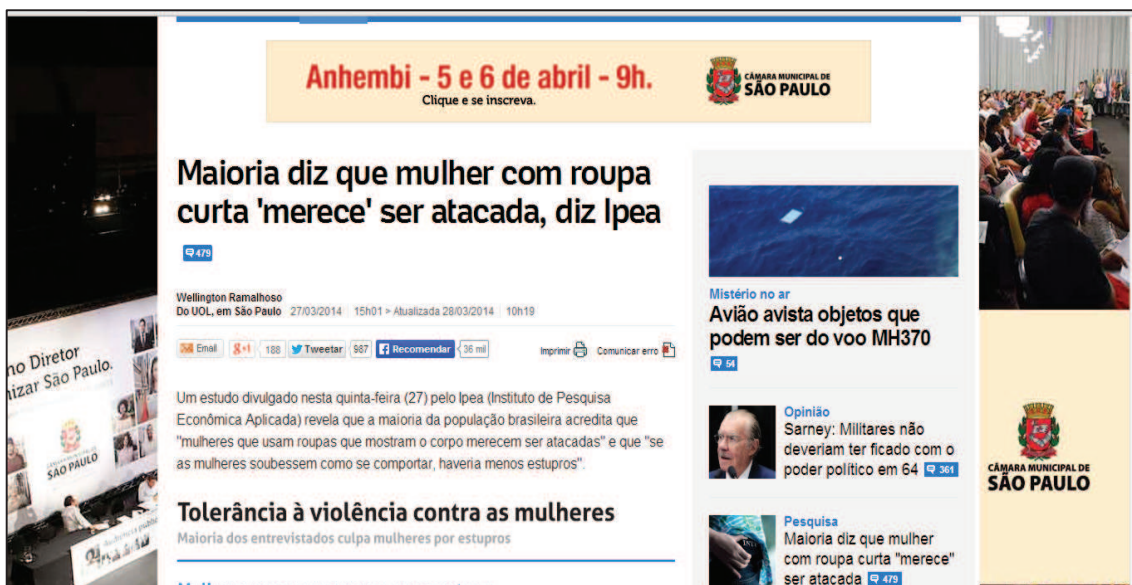 Anhembi - 5 e 6 de abril - 9h.
Clique e se inscreva.
CÂMARA MUNICIPAL DE
SÃO PAULO
Maioria diz que mulher com roupa
curta 'merece' ser atacada, diz Ipea
479
Wellington Ramalhoso
Do UOL, em São Paulo 27/03/2014 15h01 > Atualizada 28/03/2014 10h19
Email g+1 188 Tweetar 987 Recomendar 36 mil Imprimir Comunicar erro
Um estudo divulgado nesta quinta-feira (27) pelo Ipea (Instituto de Pesquisa
Econômica Aplicada) revela que a maioria da população brasileira acredita que
"mulheres que usam roupas que mostram o corpo merecem ser atacadas" e que "se
as mulheres soubessem como se comportar, haveria menos estupros".
Tolerância à violência contra as mulheres
Maioria dos entrevistados culpa mulheres por estupros
Mistério no ar
Avião avista objetos que
podem ser do voo MH370
54
Opinião
Sarney: Militares não
deveriam ter ficado com o
poder político em 64 361
Pesquisa
Maioria diz que mulher
com roupa curta "merece"
ser atacada 479
no Diretor
nizar São Paulo.
SÃO PAULO
CÂMARA MUNICIPAL DE
SÃO PAULO